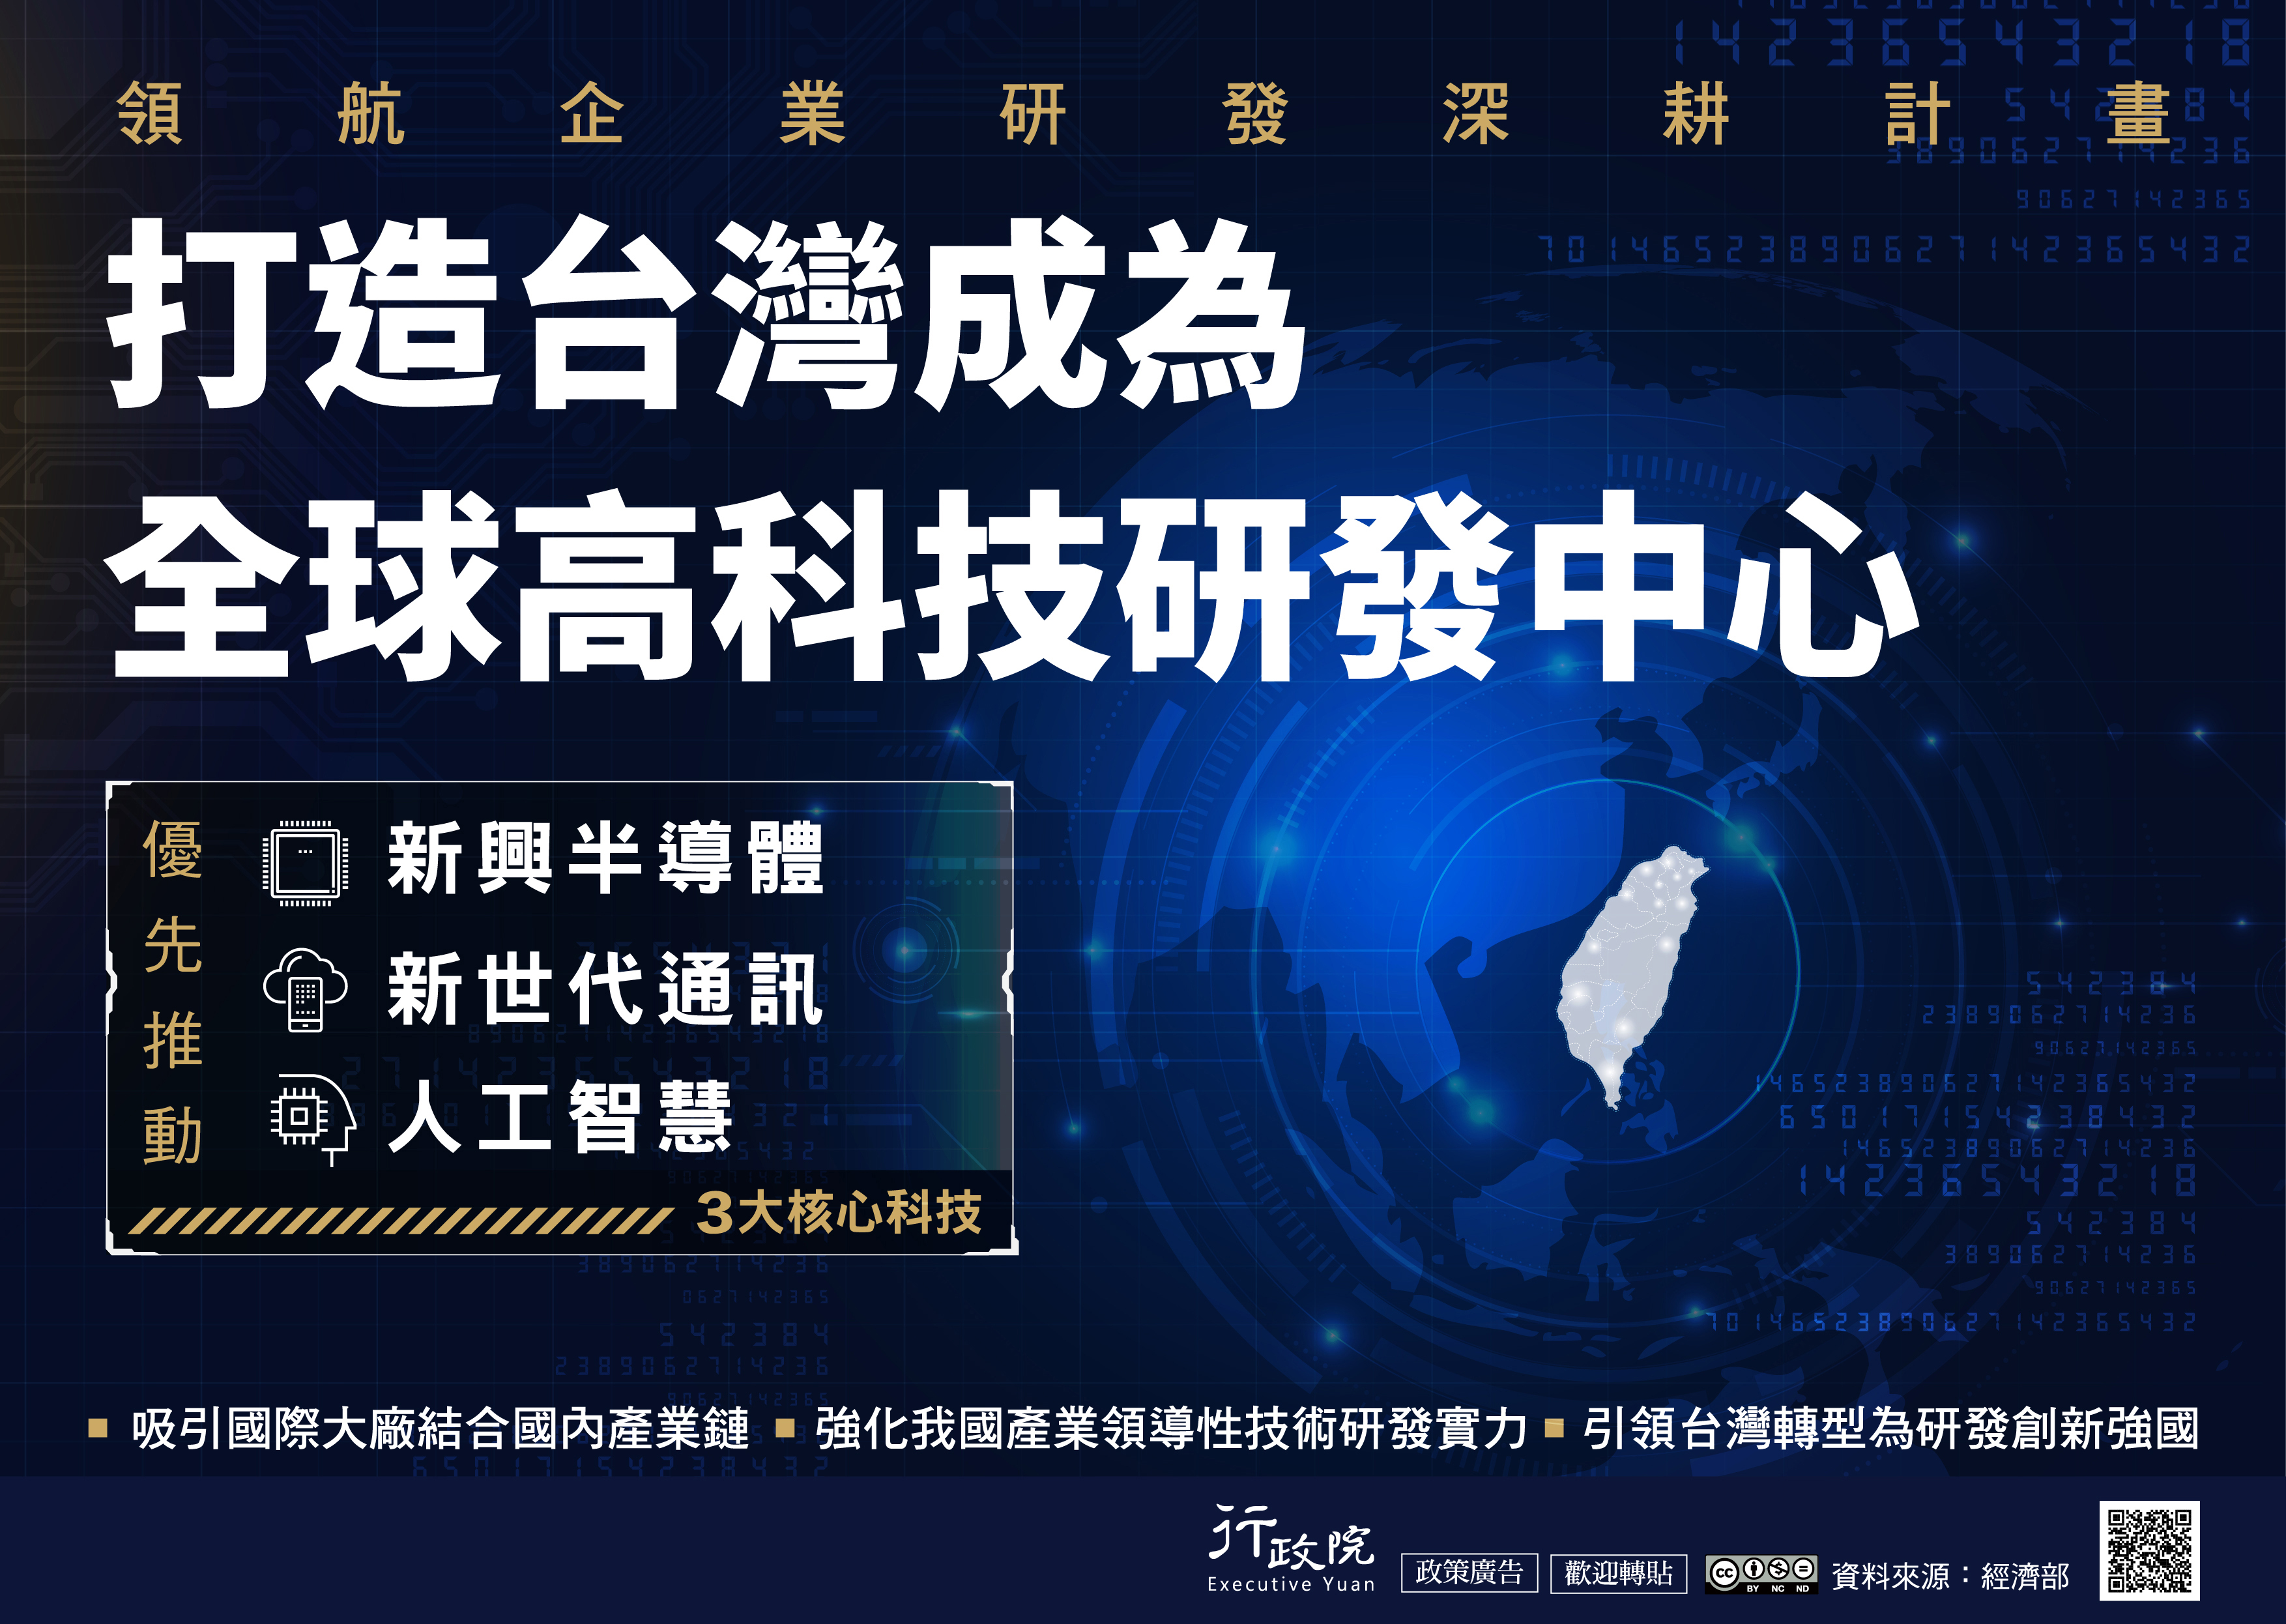 領航企業研發深耕計畫
打造台灣成為
全球高科技研發中心
優先推動
新興半導體
新世代通訊
人工智慧
3大核心科技
吸引國際大廠結合國內產業鏈
強化我國產業領導性技術研發實力
引領台灣轉型為研發創新強國
行政院
Executive Yuan
政策廣告
歡迎轉貼
cc BY NC ND
資料來源：經濟部